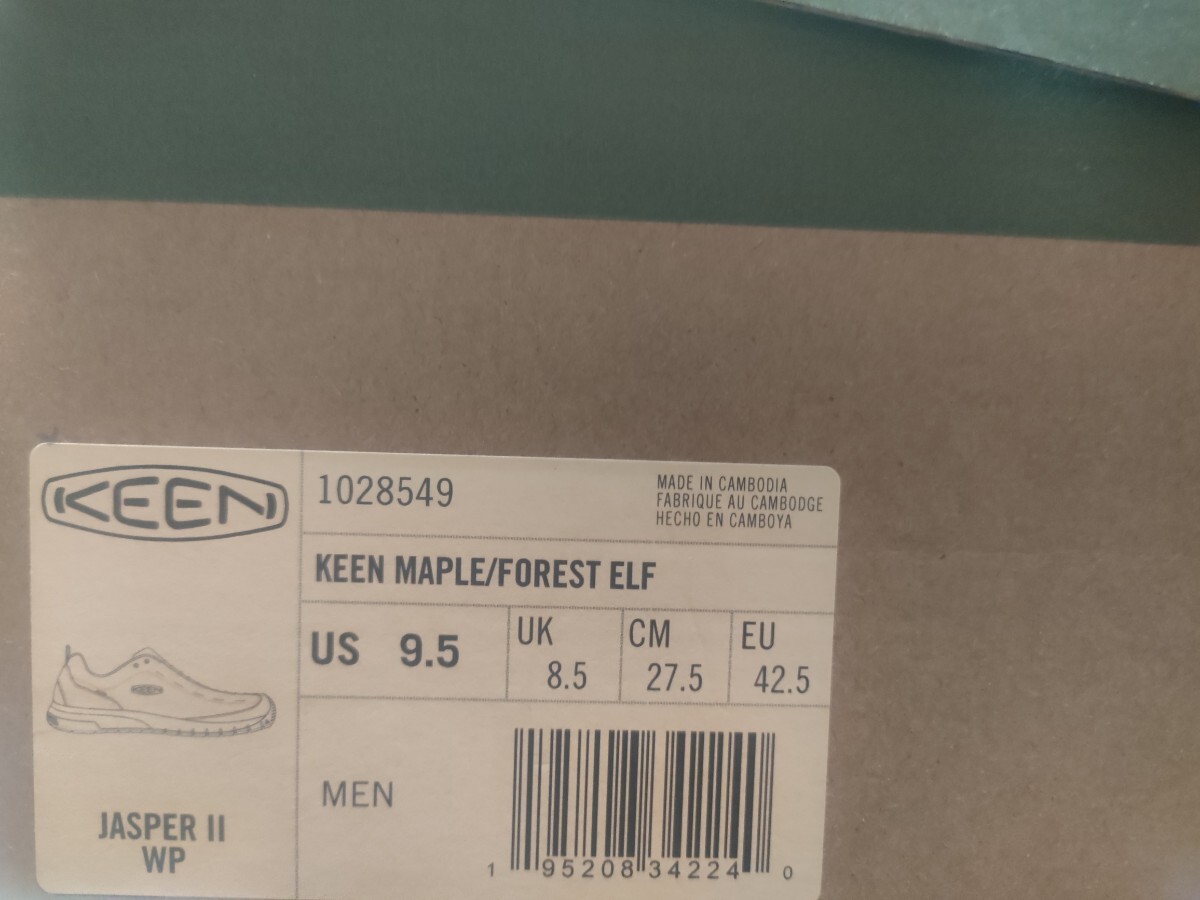 KEEN
1028549
MADE IN CAMBODIA
FABRIQUE AU CAMBODGE
HECHO EN CAMBOYA
KEEN MAPLE/FOREST ELF
US 9.5
UK 8.5
CM 27.5
EU 42.5
KEEN
JASPER II
WP
MEN
1 95208 34224 0